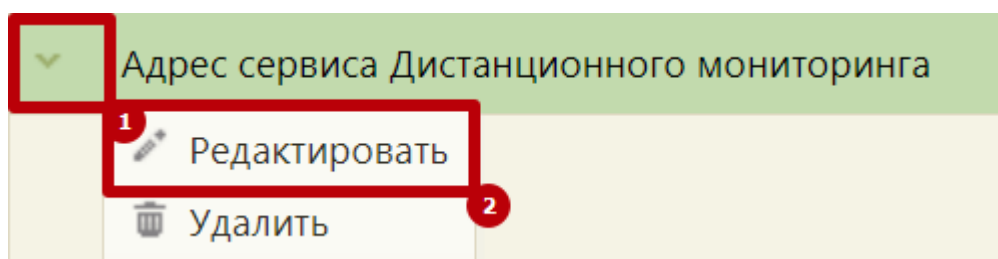 Адрес сервиса Дистанционного мониторинга
1
Редактировать
2
Удалить